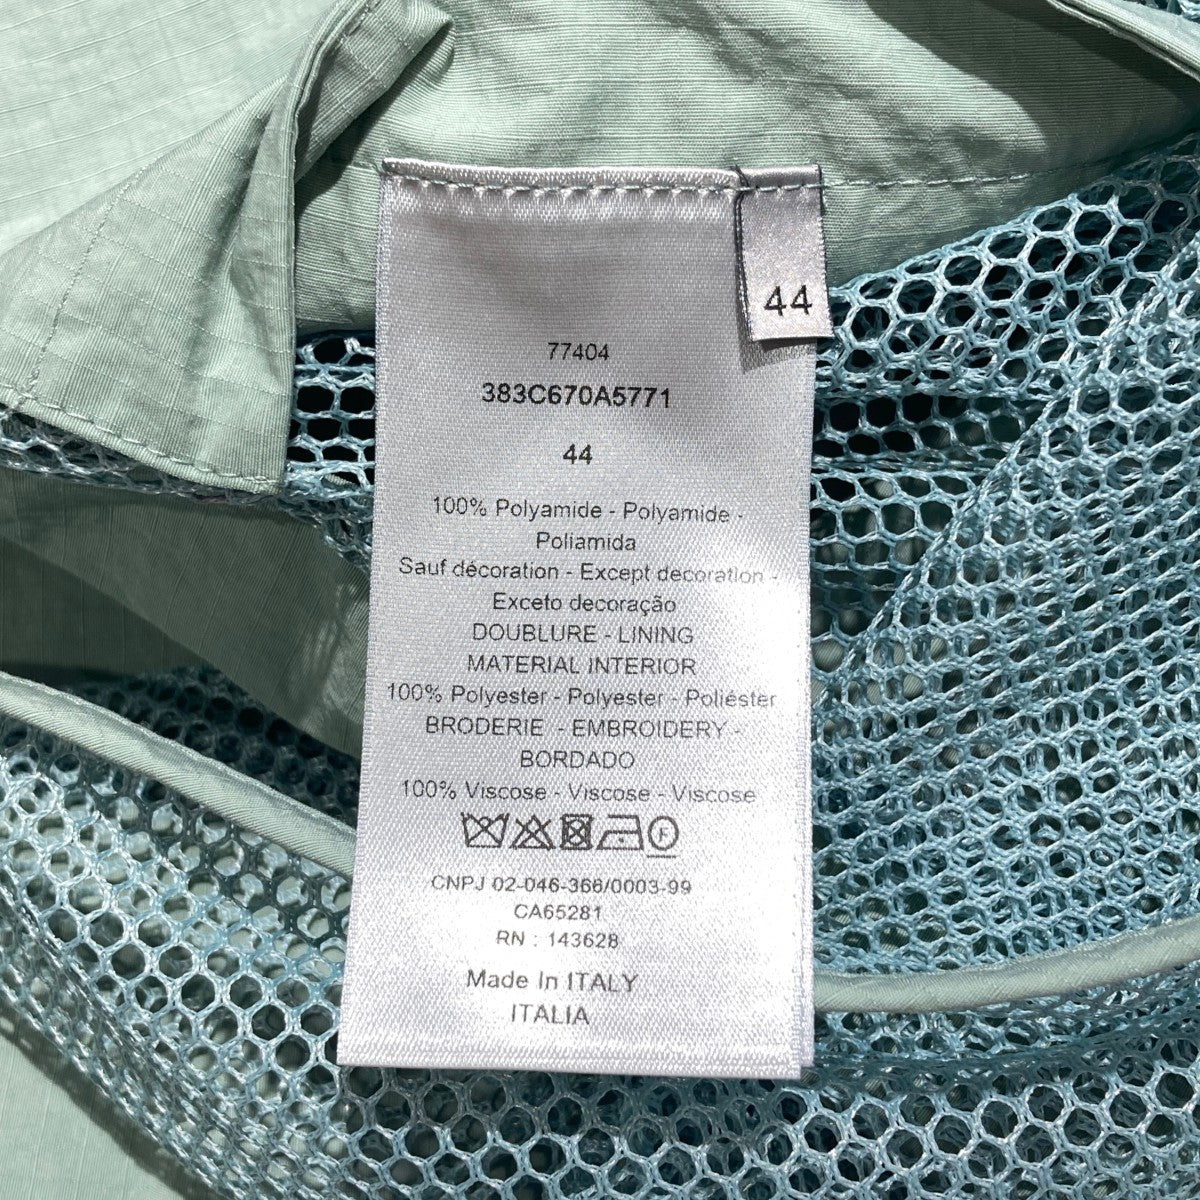 44
77404
383C670A5771
44
100% Polyamide - Polyamide -
Poliamida
Sauf décoration - Except decoration -
Exceto decoração
DOUBLURE - LINING
MATERIAL INTERIOR
100% Polyester - Polyester - Poliéster
BRODERIE - EMBROIDERY -
BORDADO
100% Viscose - Viscose - Viscose
F
CNPJ 02-046-366/0003-99
CA65281
RN : 143628
Made In ITALY
ITALIA